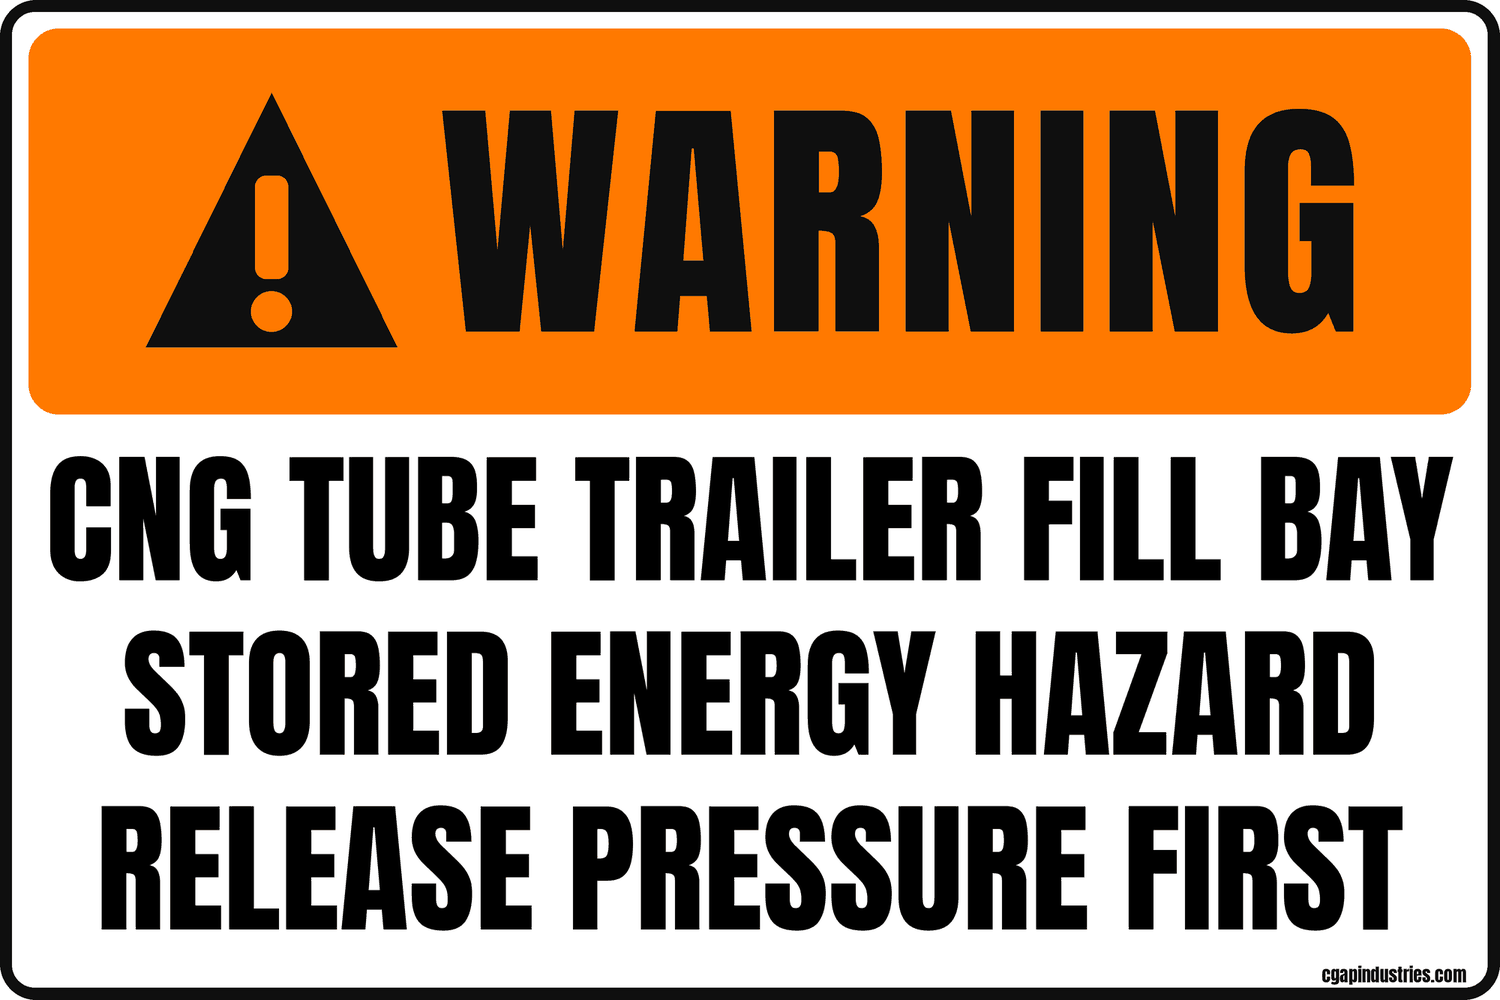 WARNING
CNG TUBE TRAILER FILL BAY
STORED ENERGY HAZARD
RELEASE PRESSURE FIRST
cgapindustries.com